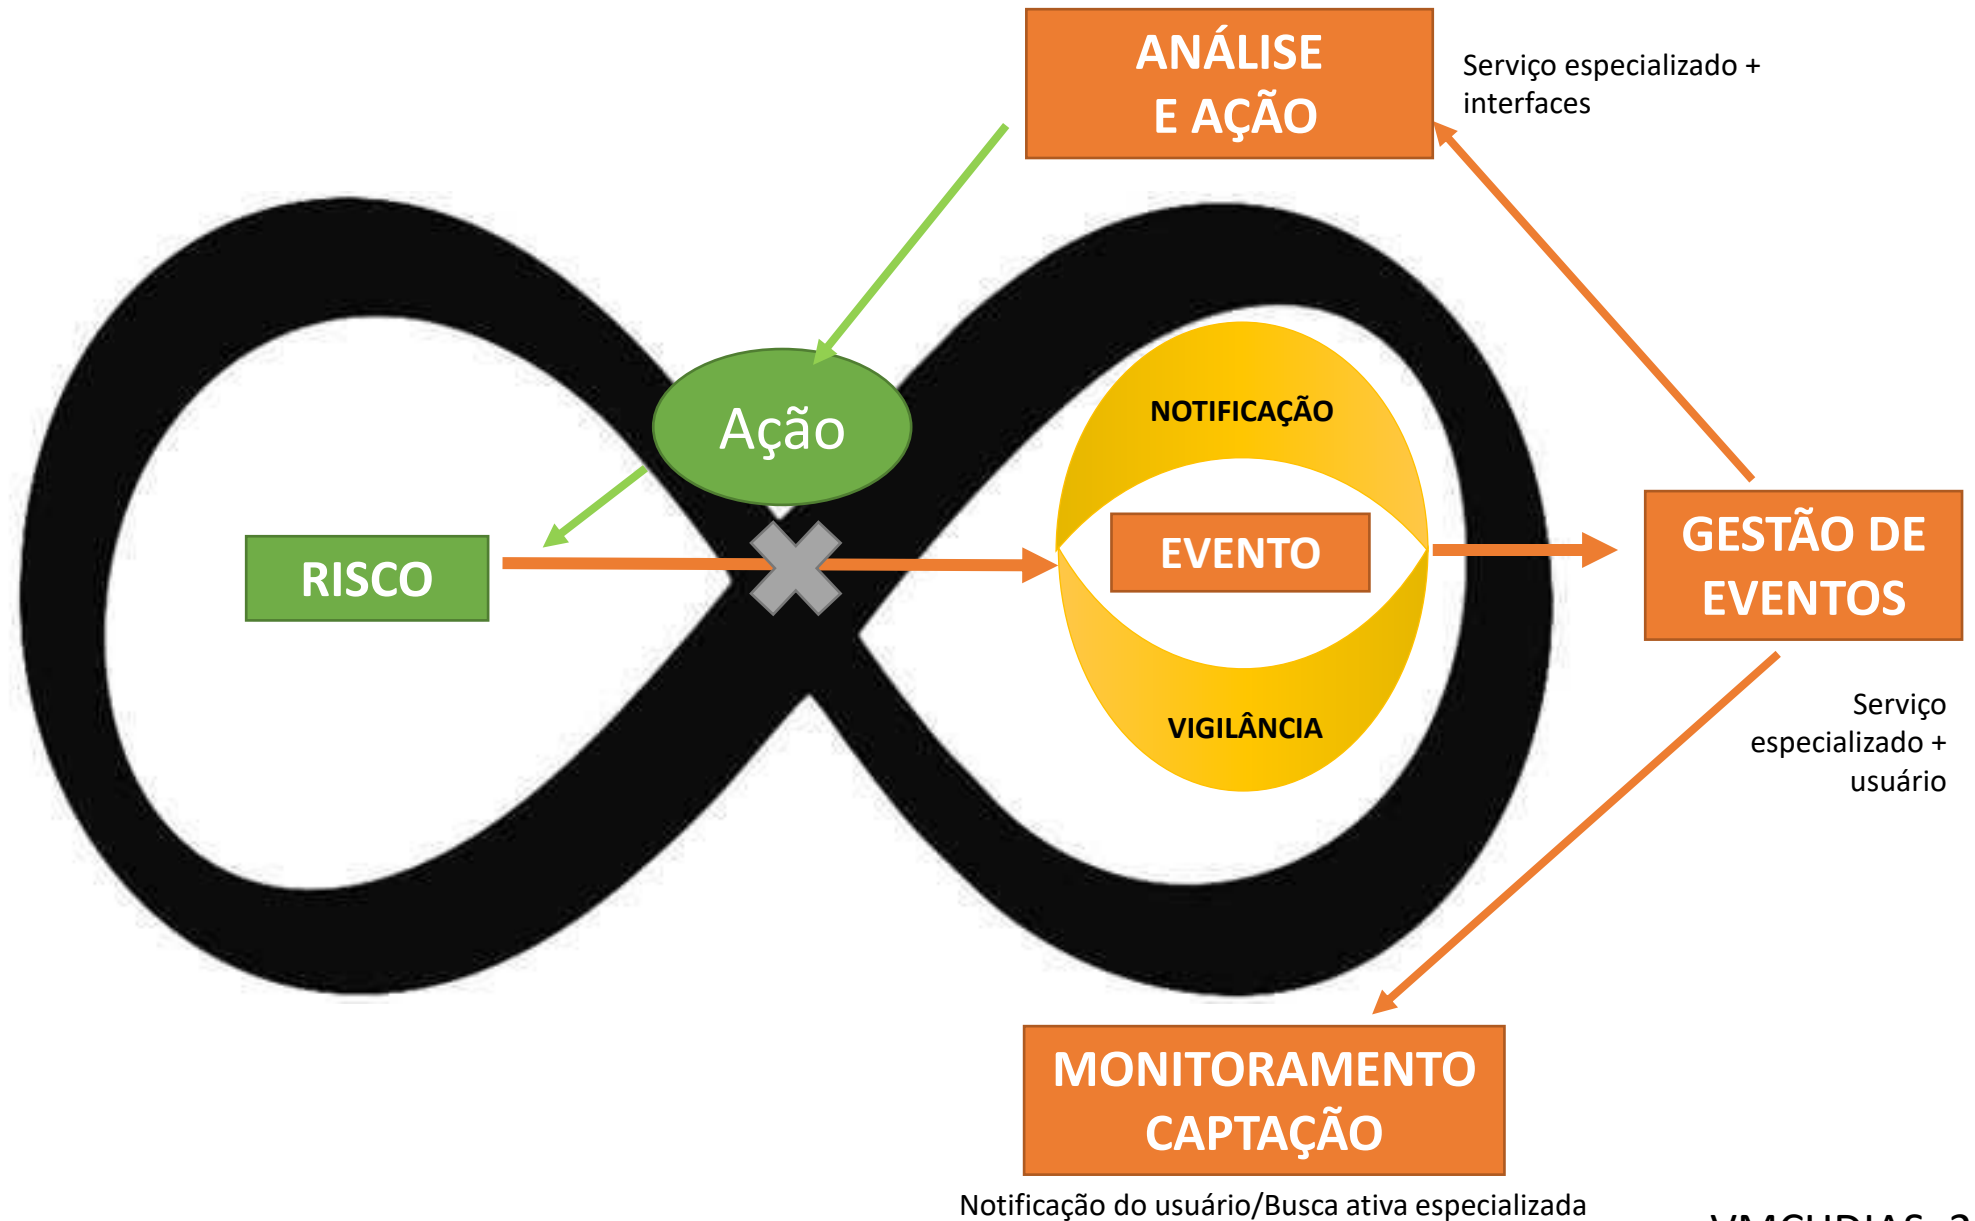 ANÁLISE
E AÇÃO
Serviço especializado +
interfaces
Ação
NOTIFICAÇÃO
RISCO
EVENTO
GESTÃO DE
EVENTOS
VIGILÂNCIA
Serviço
especializado +
usuário
MONITORAMENTO
CAPTAÇÃO
Notificação do usuário/Busca ativa especializada